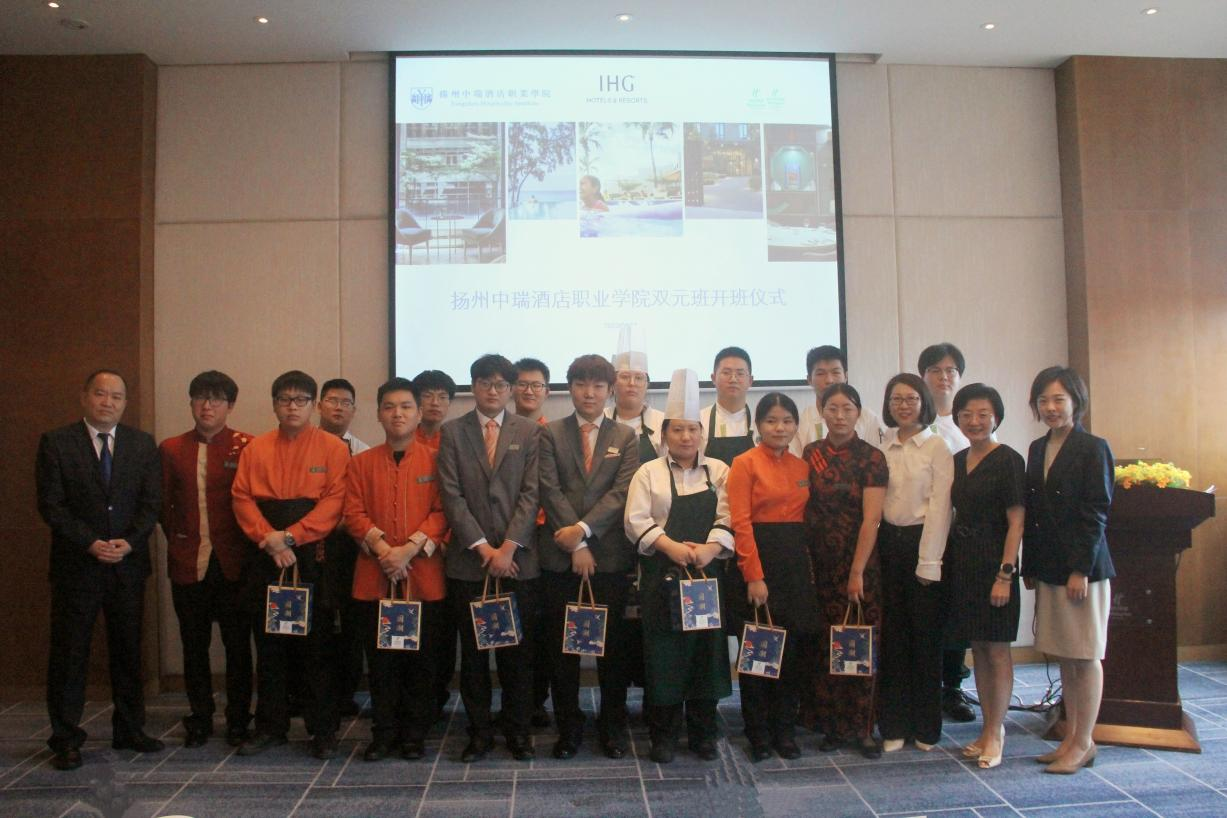 扬州中瑞酒店职业學院
Yangzhou Hospitality Institute
IHG
HOTELS & RESORTS
扬州中瑞酒店职业学院双元班开班仪式